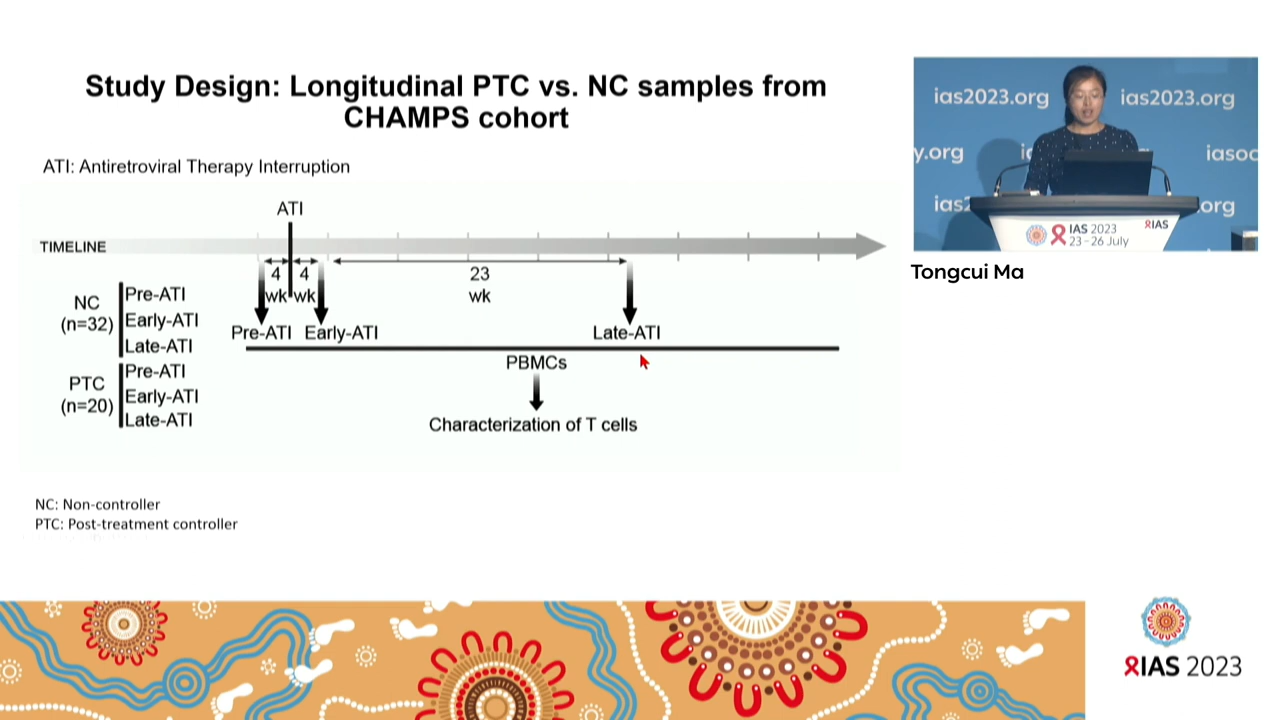 Study Design: Longitudinal PTC vs. NC samples from
CHAMPS cohort
ATI: Antiretroviral Therapy Interruption
ATI
TIMELINE
4
wk
4
wk
23
wk
NC
(n=32)
Pre-ATI
Early-ATI
Late-ATI
PTC
(n=20)
Pre-ATI
Early-ATI
Late-ATI
Pre-ATI
Early-ATI
Late-ATI
PBMCs
Characterization of T cells
NC: Non-controller
PTC: Post-treatment controller
ias2023.org
ias2023.org
y.org
iasoc
org
IAS 2023
23-26 July
IAS
Tongcui Ma
IAS 2023